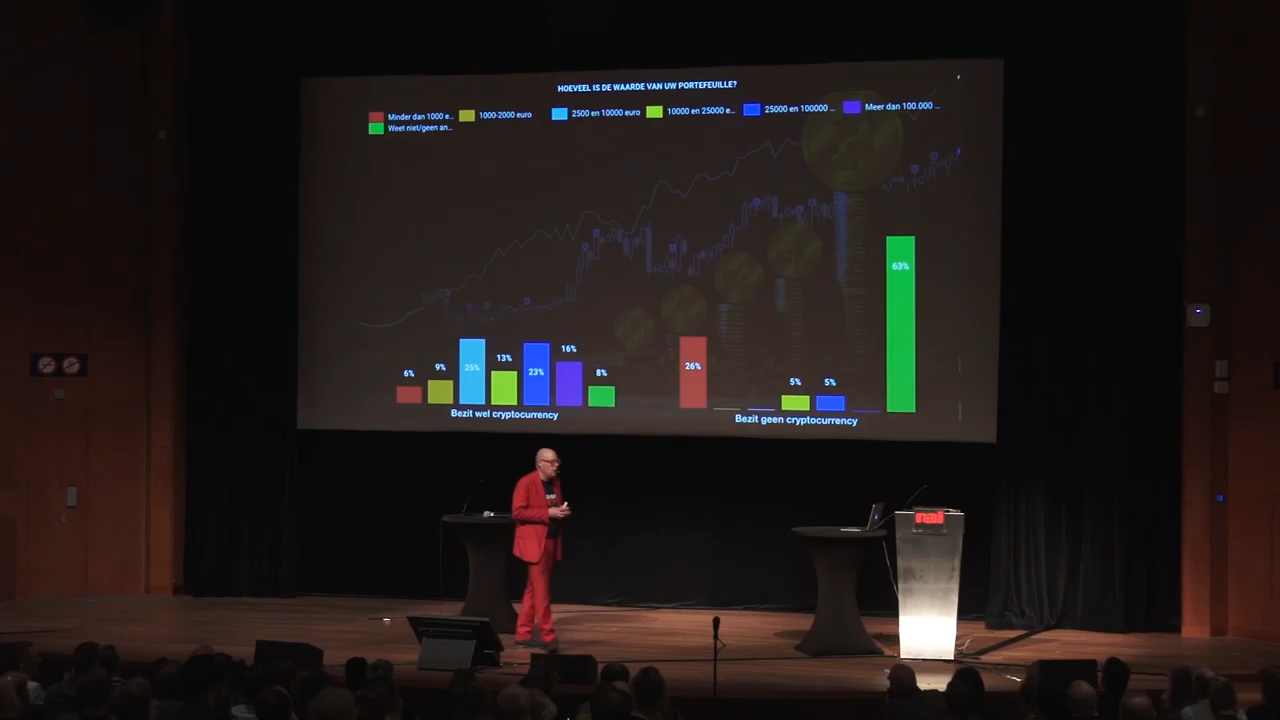 HOEVEEL IS DE WAARDE VAN UW PORTEFEUILLE?
Minder dan 1000 e... 1000-2000 euro 2500 en 10000 euro 10000 en 25000 e... 25000 en 100000 ... Meer dan 100.000 ...
Weet niet/geen an...
6% 9% 25% 13% 23% 16% 8% 26% 5% 5% 63%
Bezit wel cryptocurrency Bezit geen cryptocurrency
nai